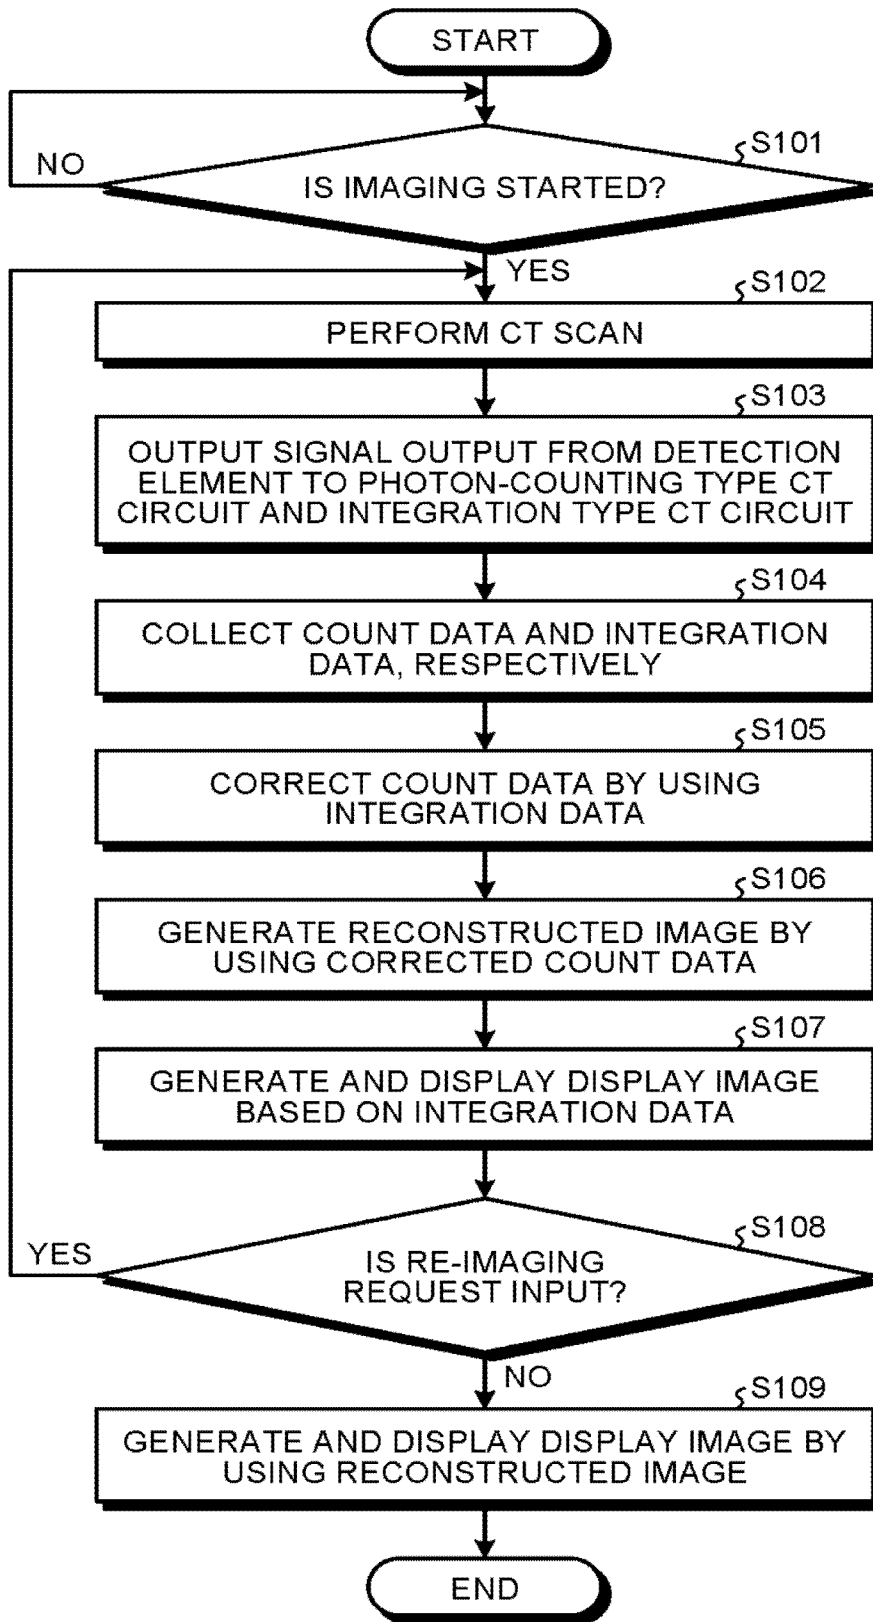 START
S101
NO
IS IMAGING STARTED?
YES
S102
PERFORM CT SCAN
S103
OUTPUT SIGNAL OUTPUT FROM DETECTION
ELEMENT TO PHOTON-COUNTING TYPE CT
CIRCUIT AND INTEGRATION TYPE CT CIRCUIT
S104
COLLECT COUNT DATA AND INTEGRATION
DATA, RESPECTIVELY
S105
CORRECT COUNT DATA BY USING
INTEGRATION DATA
S106
GENERATE RECONSTRUCTED IMAGE BY
USING CORRECTED COUNT DATA
S107
GENERATE AND DISPLAY DISPLAY IMAGE
BASED ON INTEGRATION DATA
S108
YES
IS RE-IMAGING
REQUEST INPUT?
NO
S109
GENERATE AND DISPLAY DISPLAY IMAGE BY
USING RECONSTRUCTED IMAGE
END